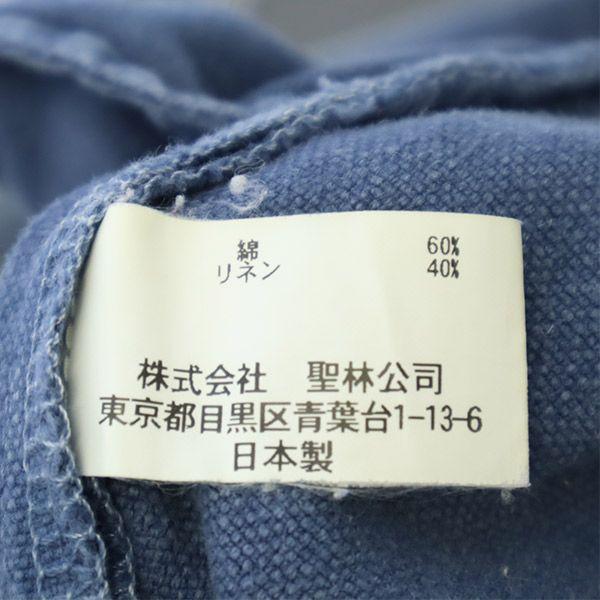 綿 60%
リネン 40%
株式会社 聖林公司
東京都目黒区青葉台1-13-6
日本製